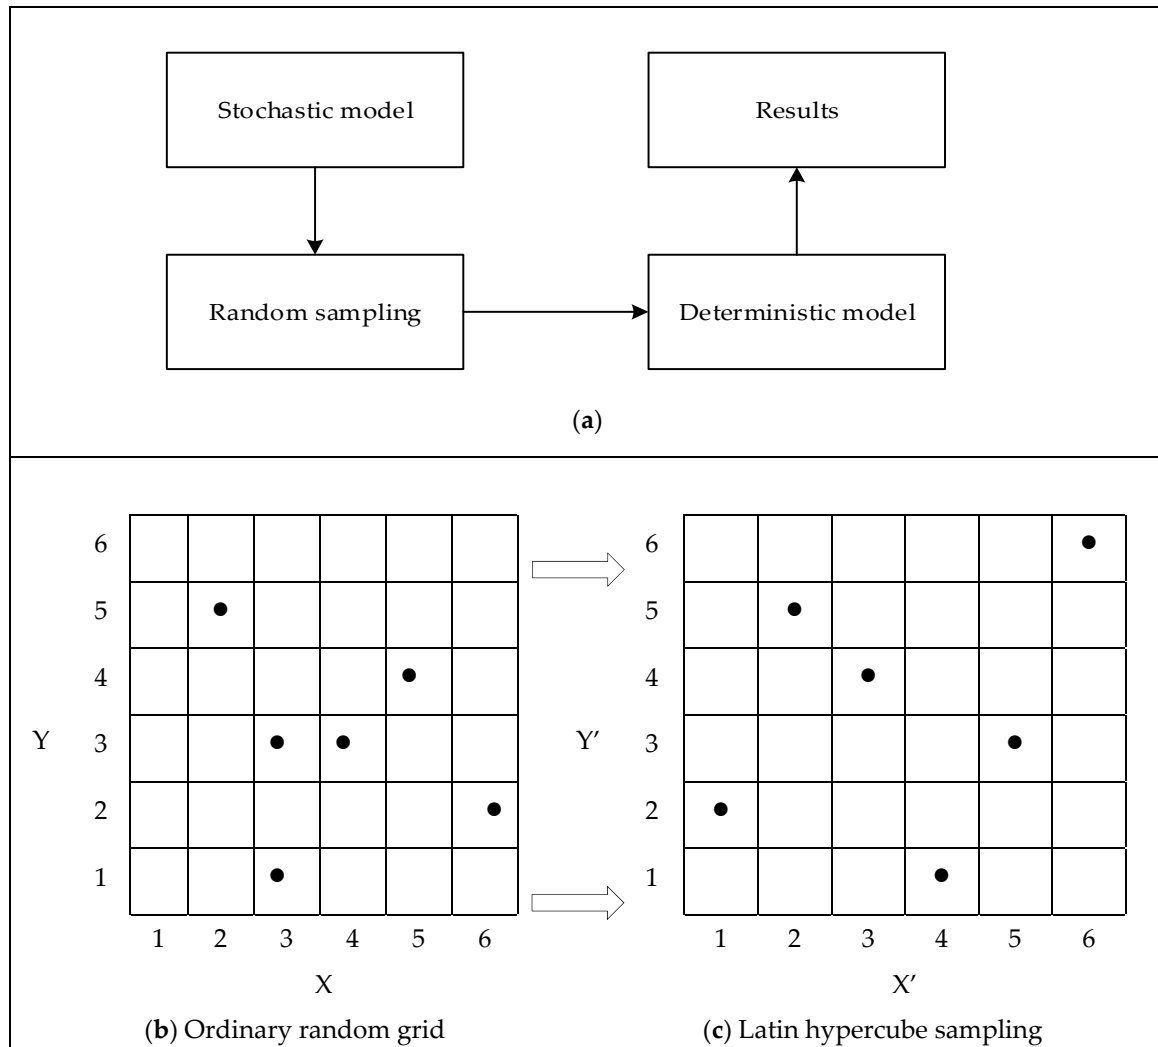 Stochastic model
Results
Random sampling
Deterministic model
(a)
6
5
4
Y
3
2
1
1 2 3 4 5 6
X
(b) Ordinary random grid
6
5
4
Y’
3
2
1
1 2 3 4 5 6
X’
(c) Latin hypercube sampling